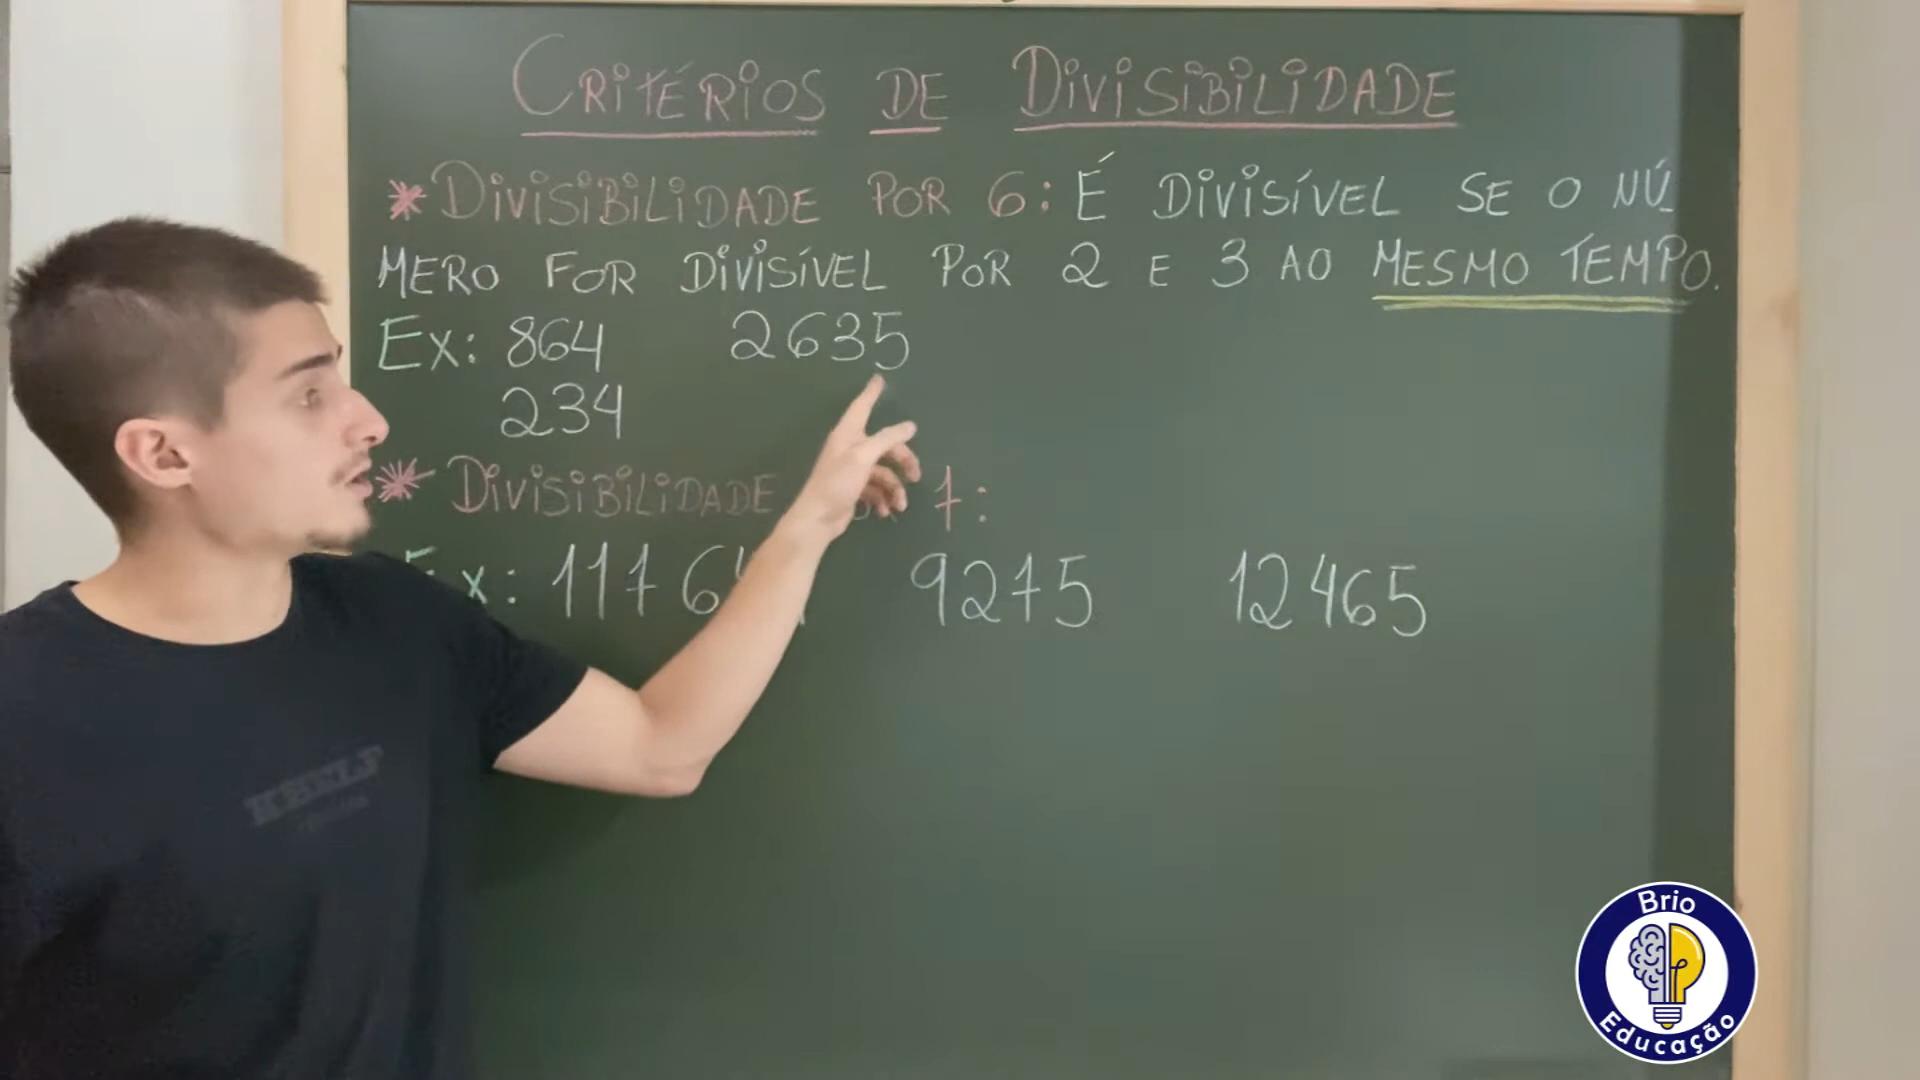 CRITÉRIOS DE DIVISIBILIDADE
* DIVISIBILIDADE POR 6: É DIVISÍVEL SE O NÚ_
MERO FOR DIVISÍVEL POR 2 E 3 AO MESMO TEMPO.
Ex: 864 2635
234
* DIVISIBILIDADE 7:
Ex: 1176 9275 12465
Brio
Educação